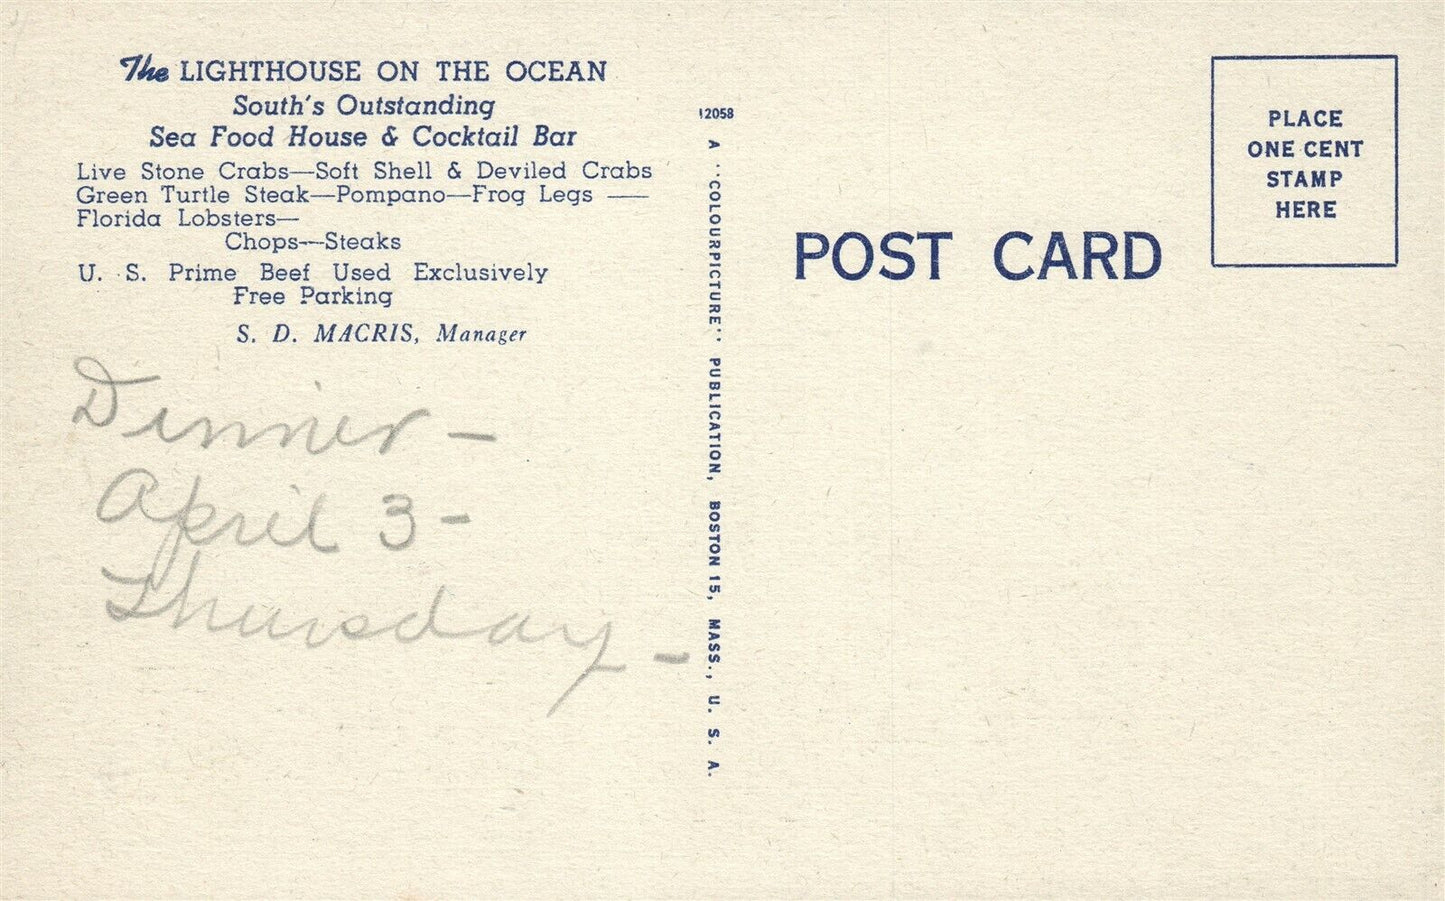 The LIGHTHOUSE ON THE OCEAN
South's Outstanding
Sea Food House & Cocktail Bar
Live Stone Crabs—Soft Shell & Deviled Crabs
Green Turtle Steak—Pompano—Frog Legs —
Florida Lobsters—
Chops—Steaks
U. S. Prime Beef Used Exclusively
Free Parking
S. D. MACRIS, Manager
Dinner –
April 3 –
Thursday –
12058
A "COLOURPICTURE" PUBLICATION, BOSTON 15, MASS., U. S. A.
POST CARD
PLACE
ONE CENT
STAMP
HERE